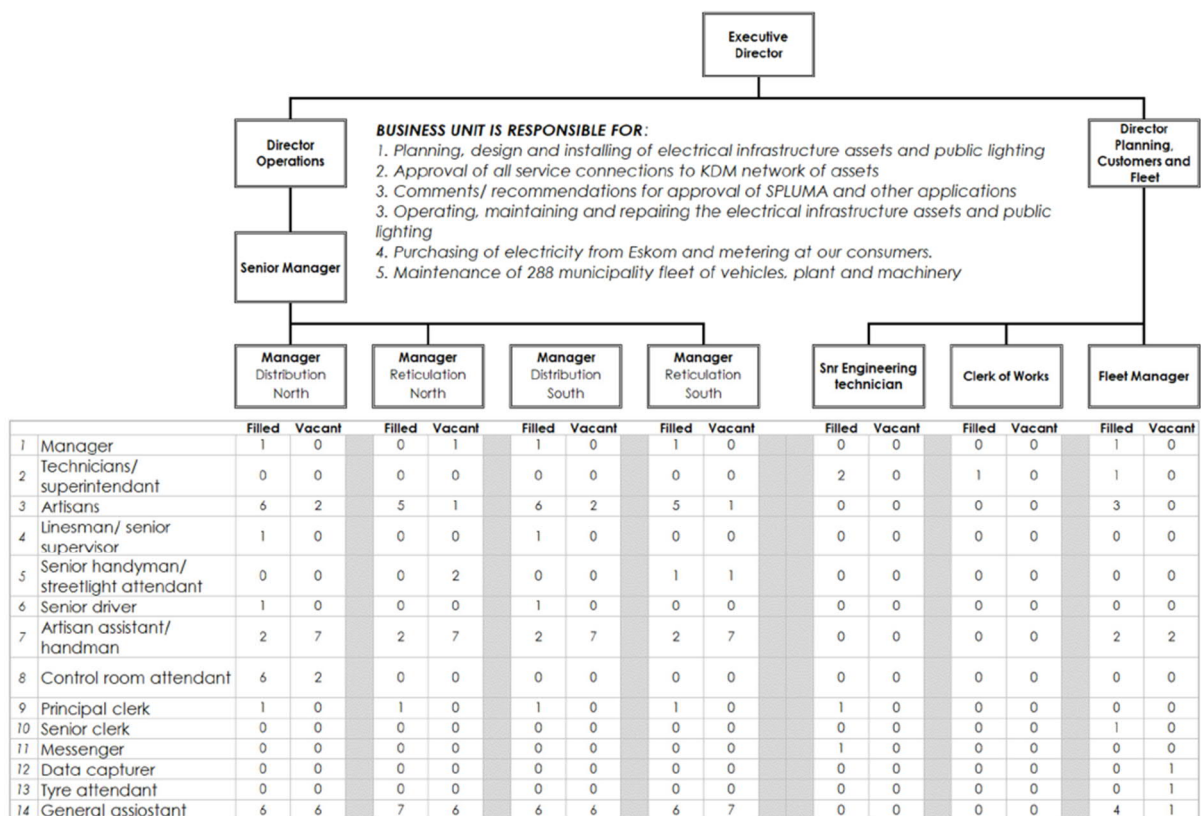 Executive
Director
Director
Operations
BUSINESS UNIT IS RESPONSIBLE FOR:
1. Planning, design and installing of electrical infrastructure assets and public lighting
2. Approval of all service connections to KDM network of assets
3. Comments/ recommendations for approval of SPLUMA and other applications
3. Operating, maintaining and repairing the electrical infrastructure assets and public
lighting
4. Purchasing of electricity from Eskom and metering at our consumers.
5. Maintenance of 288 municipality fleet of vehicles, plant and machinery
Director
Planning,
Customers and
Fleet
Senior Manager
Manager
Distribution
North
Manager
Reticulation
North
Manager
Distribution
South
Manager
Reticulation
South
Snr Engineering
technician
Clerk of Works
Fleet Manager
Filled Vacant Filled Vacant Filled Vacant Filled Vacant Filled Vacant Filled Vacant Filled Vacant
1 Manager 1 0 0 1 1 0 1 0 0 0 0 0 1 0
2 Technicians/
superintendant 0 0 0 0 0 0 0 0 2 0 1 0 1 0
3 Artisans 6 2 5 1 6 2 5 1 0 0 0 0 3 0
4 Linesman/ senior
supervisor 1 0 0 0 1 0 0 0 0 0 0 0 0 0
5 Senior handyman/
streetlight attendant 0 0 0 2 0 0 1 1 0 0 0 0 0 0
6 Senior driver 1 0 0 0 1 0 0 0 0 0 0 0 0 0
7 Artisan assistant/
handman 2 7 2 7 2 7 2 7 0 0 0 0 2 2
8 Control room attendant 6 2 0 0 0 0 0 0 0 0 0 0 0 0
9 Principal clerk 1 0 1 0 1 0 1 0 1 0 0 0 0 0
10 Senior clerk 0 0 0 0 0 0 0 0 0 0 0 0 1 0
11 Messenger 0 0 0 0 0 0 0 0 1 0 0 0 0 0
12 Data capturer 0 0 0 0 0 0 0 0 0 0 0 0 0 1
13 Tyre attendant 0 0 0 0 0 0 0 0 0 0 0 0 0 1
14 General assiostant 6 6 7 6 6 6 6 7 0 0 0 0 4 1